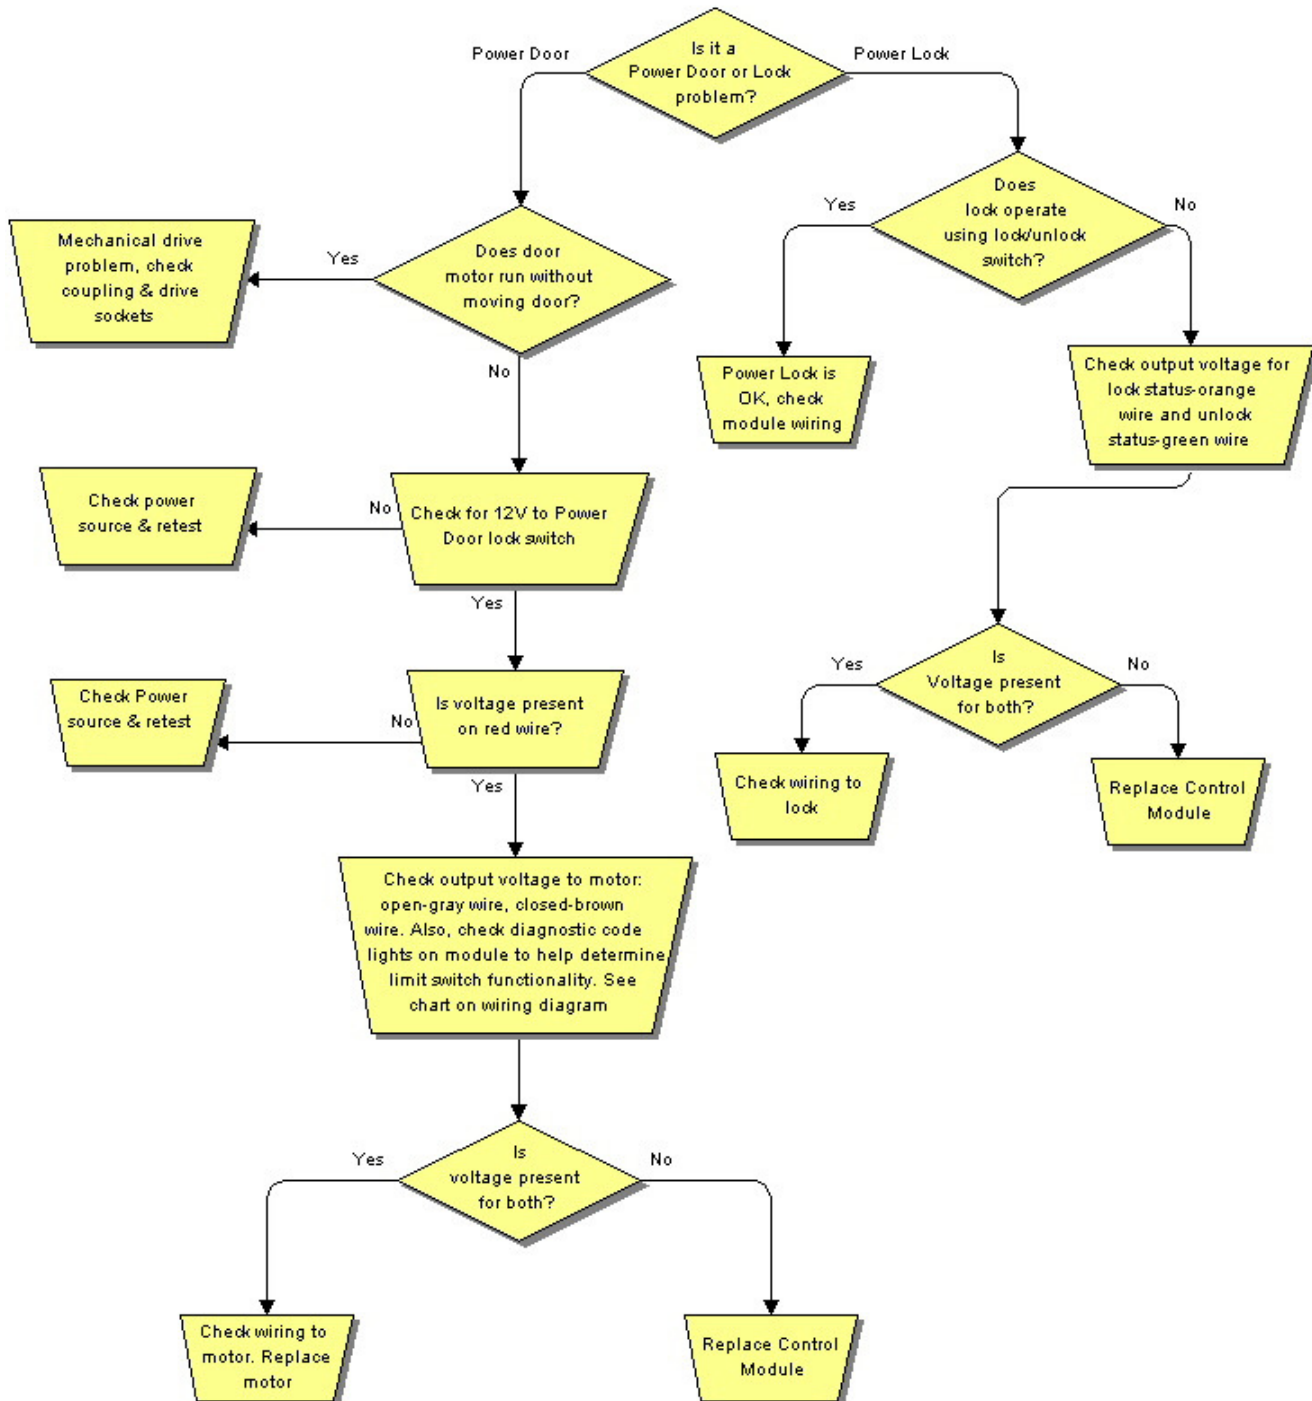 Is it a
Power Door or Lock
problem?
Power Door
Power Lock
Does
lock operate
using lock/unlock
switch?
Yes
No
Does door
motor run without
moving door?
Yes
Mechanical drive
problem, check
coupling & drive
sockets
No
Power Lock is
OK, check
module wiring
Check output voltage for
lock status-orange
wire and unlock
status-green wire
Check for 12V to Power
Door lock switch
No
Check power
source & retest
Yes
Is voltage present
on red wire?
No
Check Power
source & retest
Yes
Is
Voltage present
for both?
Yes
No
Check wiring to
lock
Replace Control
Module
Check output voltage to motor:
open-gray wire, closed-brown
wire. Also, check diagnostic code
lights on module to help determine
limit switch functionality. See
chart on wiring diagram
Is
voltage present
for both?
Yes
No
Check wiring to
motor. Replace
motor
Replace Control
Module